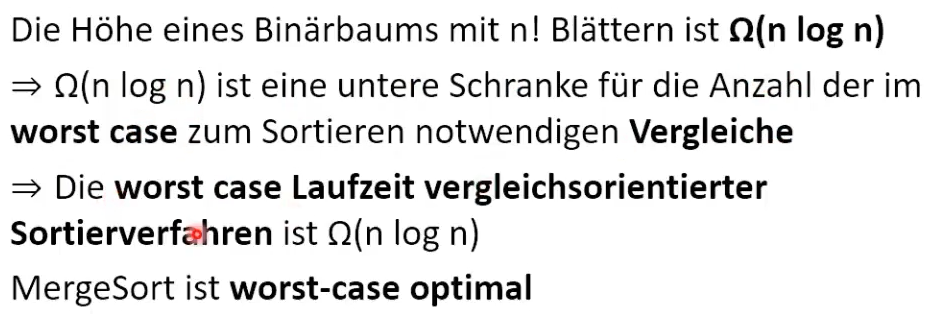 Die Höhe eines Binärbaums mit n! Blättern ist Ω(n log n)
⇒ Ω(n log n) ist eine untere Schranke für die Anzahl der im
worst case zum Sortieren notwendigen Vergleiche
⇒ Die worst case Laufzeit vergleichsorientierter
Sortierverfahren ist Ω(n log n)
MergeSort ist worst-case optimal